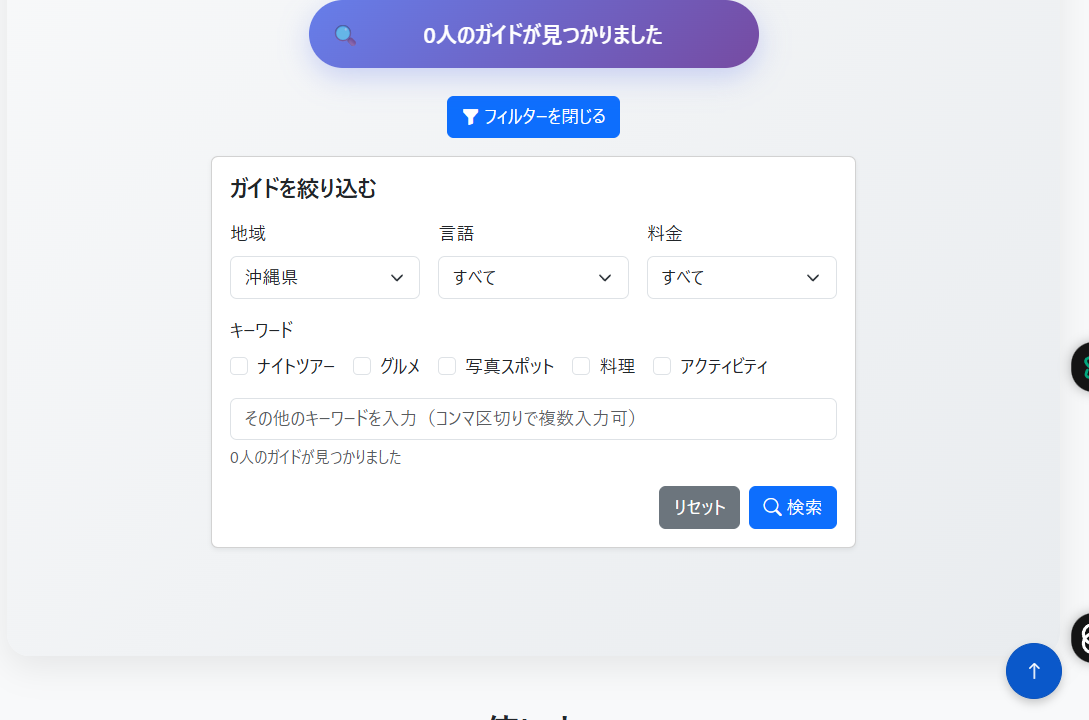 0人のガイドが見つかりました
フィルターを閉じる
ガイドを絞り込む
地域 言語 料金
沖縄県 すべて すべて
キーワード
ナイトツアー グルメ 写真スポット 料理 アクティビティ
その他のキーワードを入力（コンマ区切りで複数入力可）
0人のガイドが見つかりました
リセット 検索